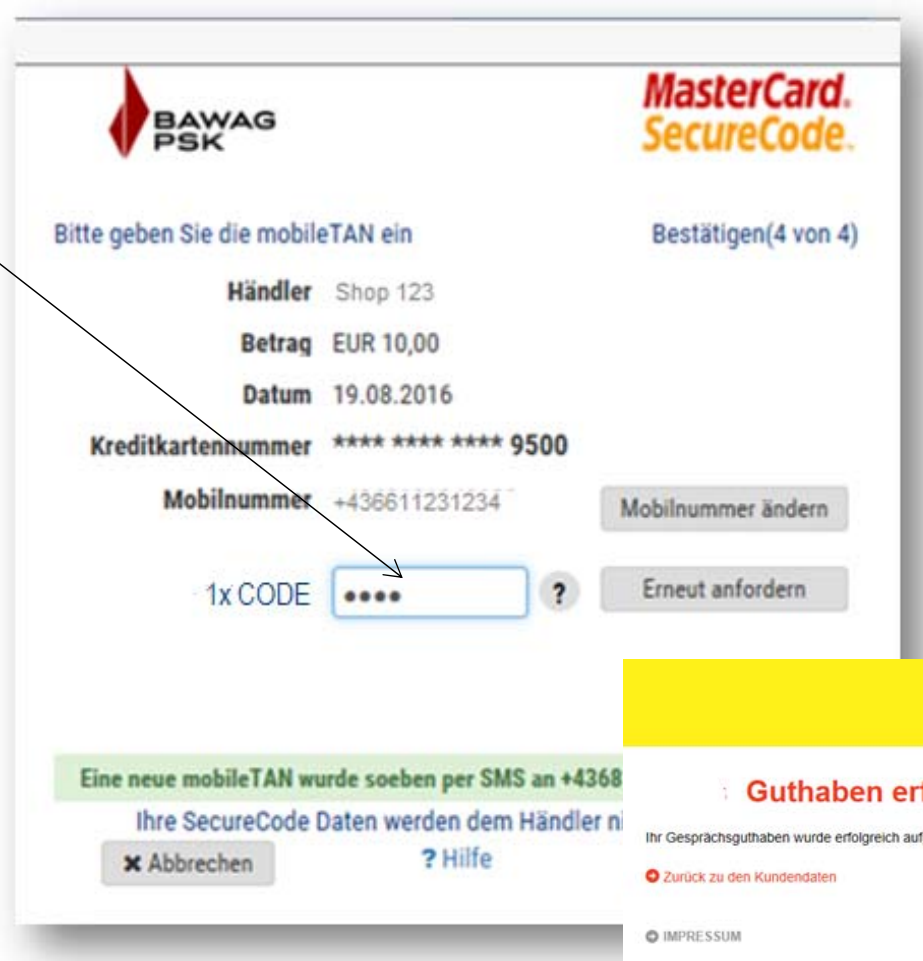 BAWAG
PSK
MasterCard.
SecureCode.
Bitte geben Sie die mobileTAN ein
Bestätigen(4 von 4)
Händler Shop 123
Betrag EUR 10,00
Datum 19.08.2016
Kreditkartennummer **** **** **** 9500
Mobilnummer +436611231234
Mobilnummer ändern
1x CODE •••• ?
Erneut anfordern
Eine neue mobileTAN wurde soeben per SMS an +4368
Ihre SecureCode Daten werden dem Händler
✖ Abbrechen
? Hilfe
Guthaben
Ihr Gesprächsguthaben wurde erfolgreich auf
Zurück zu den Kundendaten
IMPRESSUM